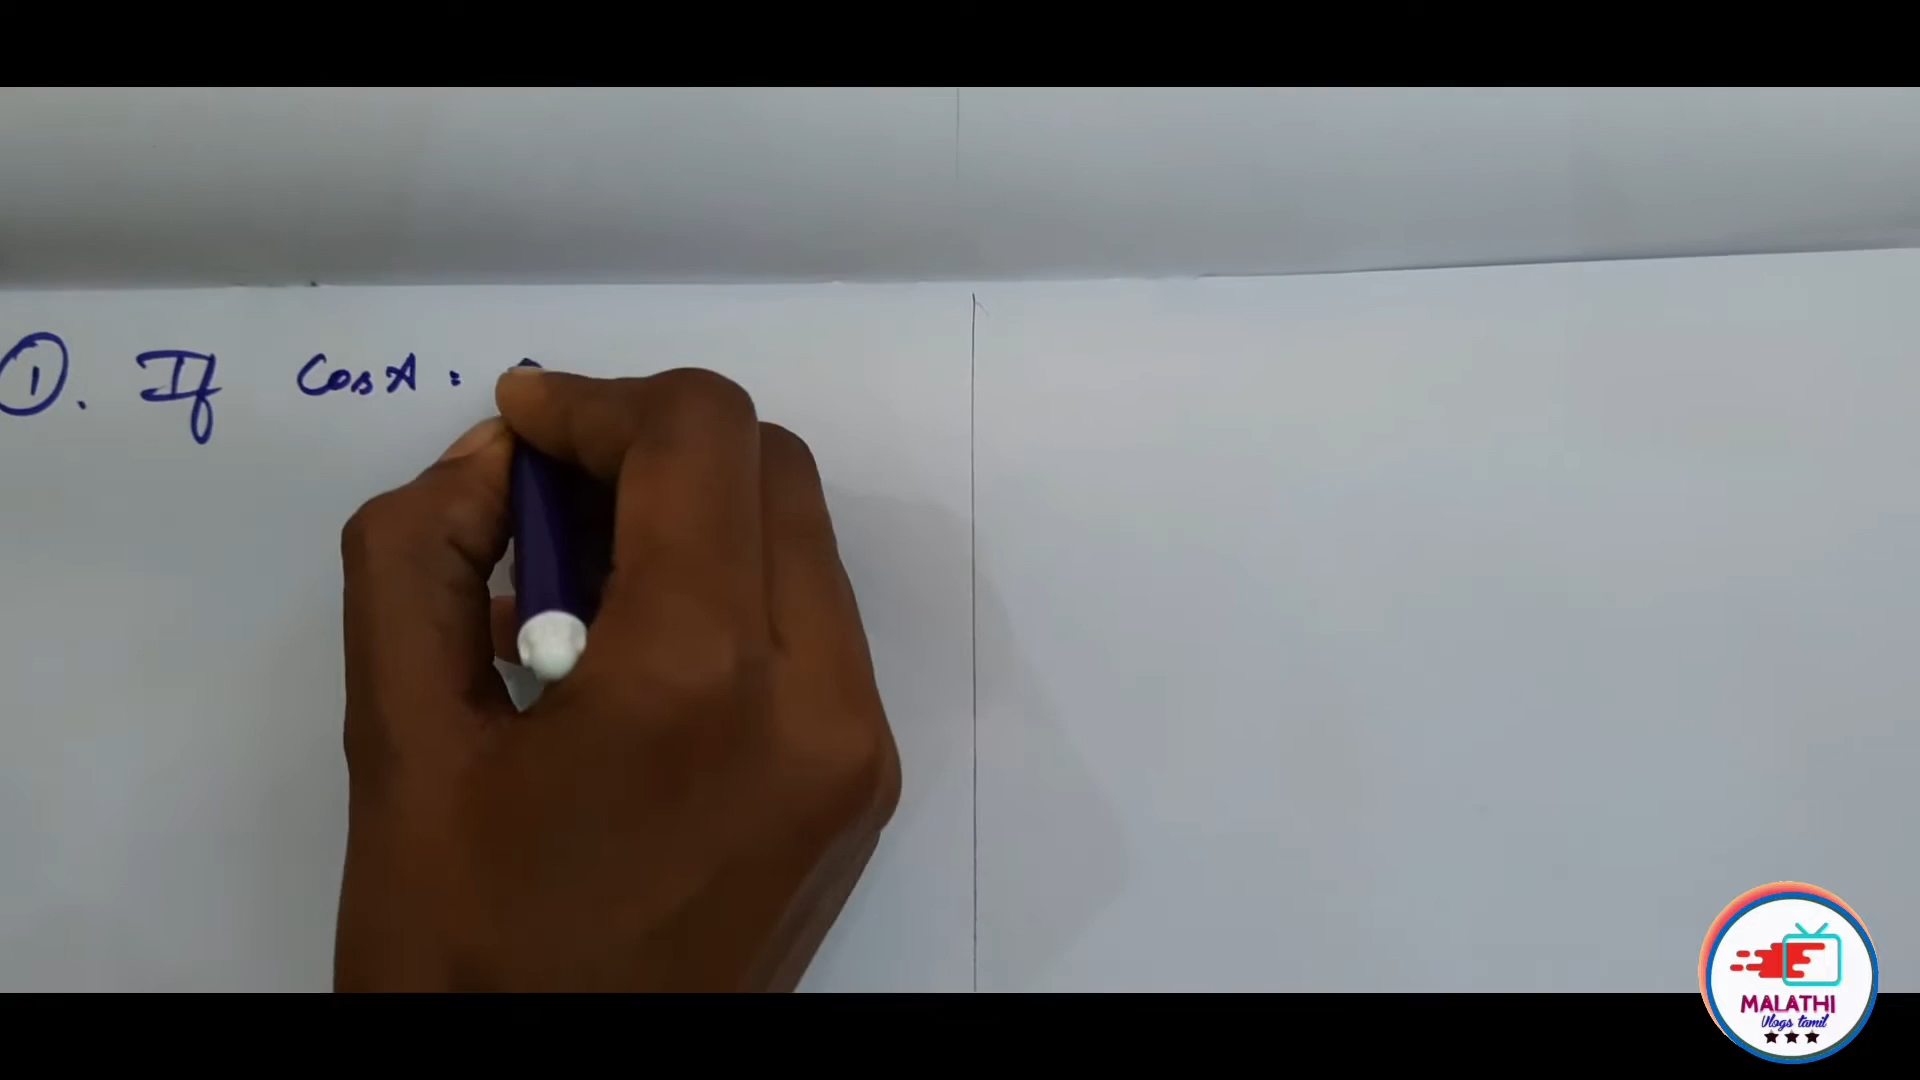 ①. If Cos A =
MALATHI
Vlogs tamil